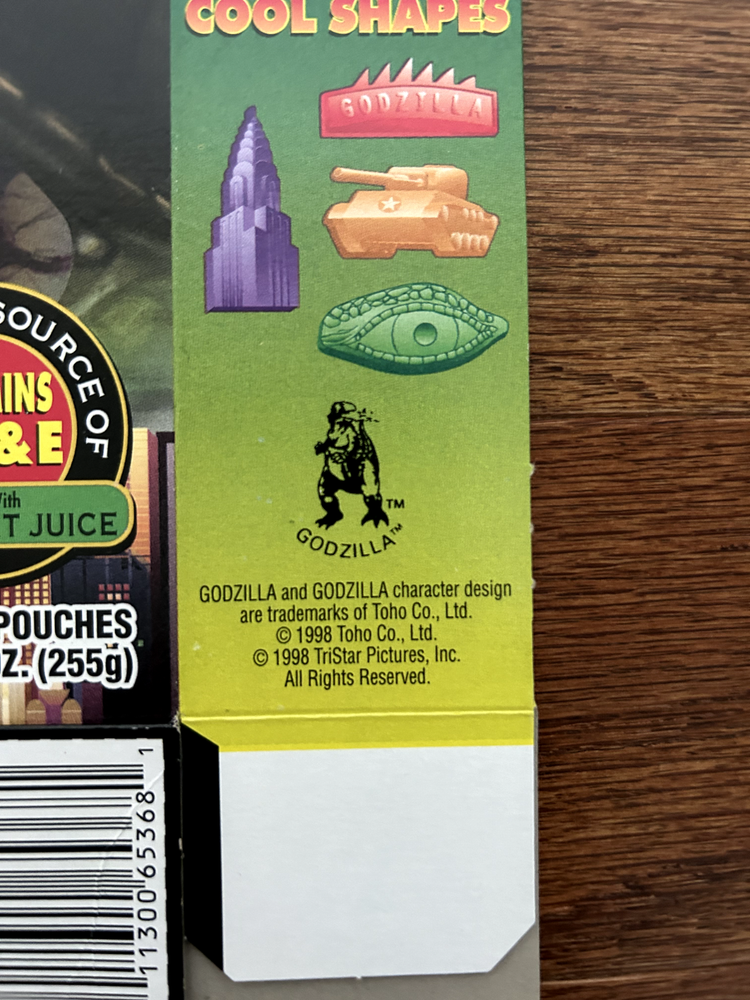 COOL SHAPES
GODZILLA
SOURCE OF
AINS
& E
With
T JUICE
POUCHES
OZ. (255g)
TM
GODZILLA™
GODZILLA and GODZILLA character design
are trademarks of Toho Co., Ltd.
© 1998 Toho Co., Ltd.
© 1998 TriStar Pictures, Inc.
All Rights Reserved.
11300 65368 1